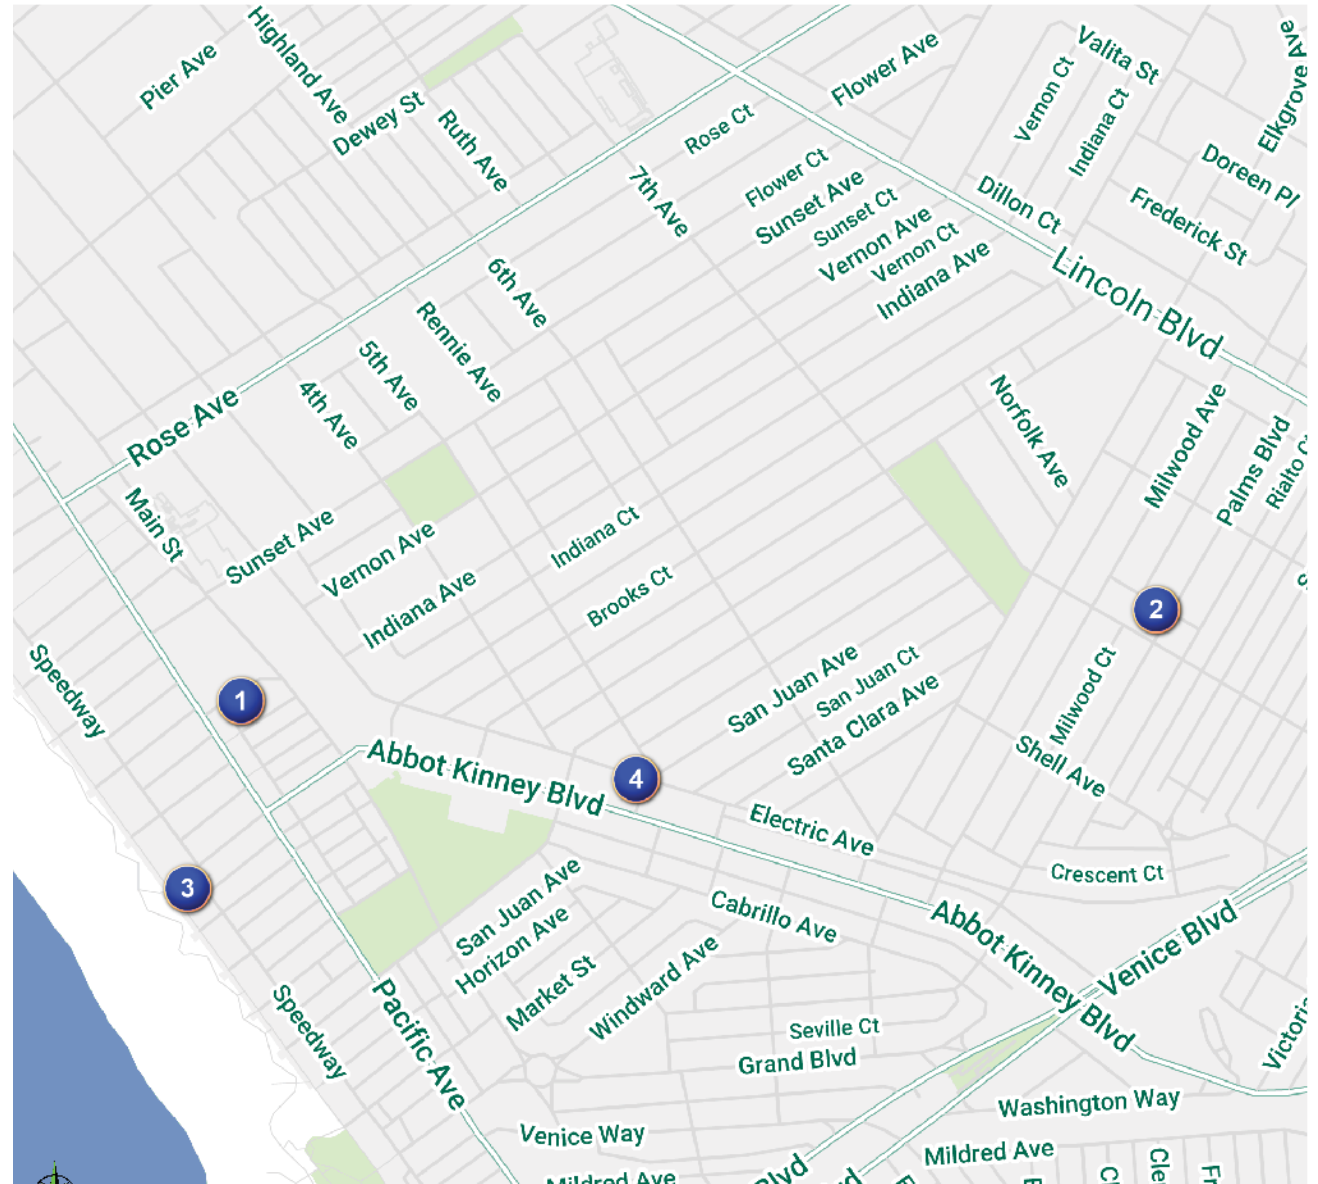 Pier Ave
Highland Ave
Dewey St
Ruth Ave
7th Ave
Rose Ct
Flower Ave
Flower Ct
Sunset Ave
Sunset Ct
Vernon Ave
Vernon Ct
Indiana Ave
Valita St
Vernon Ct
Indiana Ct
Elkgrove Ave
Doreen Pl
Frederick St
Dillon Ct
Lincoln Blvd
6th Ave
Rennie Ave
5th Ave
4th Ave
Rose Ave
Main St
Sunset Ave
Vernon Ave
Indiana Ave
Indiana Ct
Brooks Ct
Norfolk Ave
Milwood Ave
Palms Blvd
Rialto
2
Speedway
1
San Juan Ave
San Juan Ct
Santa Clara Ave
Milwood Ct
Shell Ave
Abbot Kinney Blvd
4
Electric Ave
Crescent Ct
3
San Juan Ave
Horizon Ave
Market St
Windward Ave
Cabrillo Ave
Abbot Kinney Blvd
Venice Blvd
Speedway
Pacific Ave
Seville Ct
Grand Blvd
Washington Way
Venice Way
Mildred Ave
Mildred Ave
Blvd